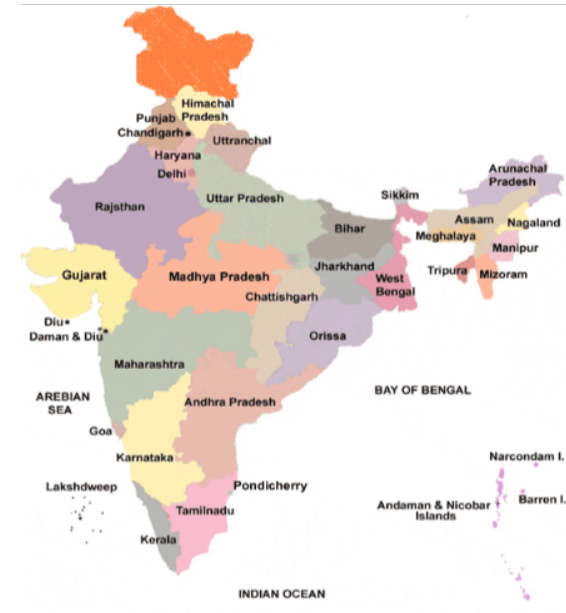 Himachal
Pradesh
Punjab
Chandigarh
Uttranchal
Haryana
Delhi
Arunachal
Pradesh
Sikkim
Rajsthan
Uttar Pradesh
Assam
Nagaland
Bihar
Meghalaya
Manipur
Jharkhand
Tripura
Mizoram
Gujarat
Madhya Pradesh
West
Bengal
Chattishgarh
Diu
Daman & Diu
Orissa
Maharashtra
BAY OF BENGAL
AREBIAN
SEA
Andhra Pradesh
Goa
Karnataka
Narcondam I.
Lakshdweep
Pondicherry
Barren I.
Andaman & Nicobar
Islands
Tamilnadu
Kerala
INDIAN OCEAN